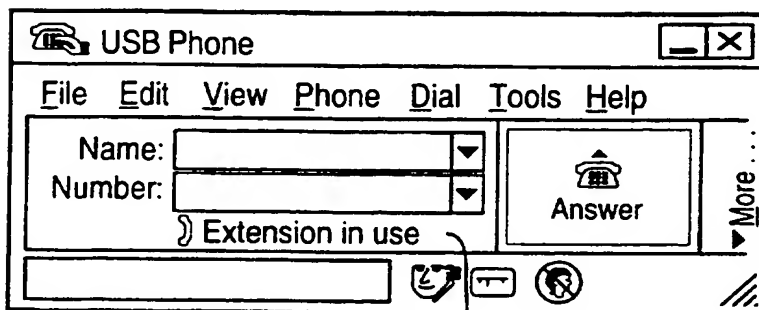 USB Phone
File Edit View Phone Dial Tools Help
Name:
Number:
Extension in use
Answer
More...